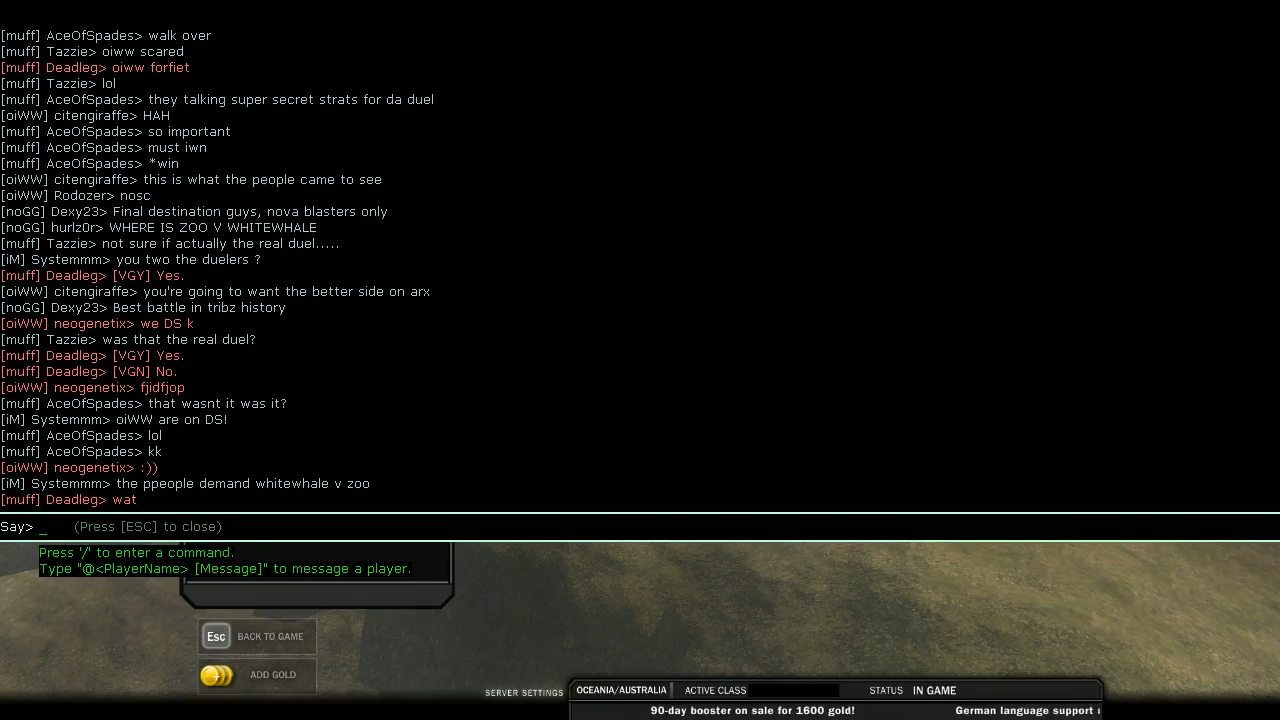 [muff] AceOfSpades> walk over
[muff] Tazzie> oiww scared
[muff] Deadleg> oiww forfiet
[muff] Tazzie> lol
[muff] AceOfSpades> they talking super secret strats for da duel
[oiWW] citengiraffe> HAH
[muff] AceOfSpades> so important
[muff] AceOfSpades> must iwn
[muff] AceOfSpades> *win
[oiWW] citengiraffe> this is what the people came to see
[oiWW] Rodozer> nosc
[noGG] Dexy23> Final destination guys, nova blasters only
[noGG] hurlz0r> WHERE IS ZOO V WHITEWHALE
[muff] Tazzie> not sure if actually the real duel.....
[iM] Systemmm> you two the duelers ?
[muff] Deadleg> [VGY] Yes.
[oiWW] citengiraffe> you're going to want the better side on arx
[noGG] Dexy23> Best battle in tribz history
[oiWW] neogenetix> we DS k
[muff] Tazzie> was that the real duel?
[muff] Deadleg> [VGY] Yes.
[muff] Deadleg> [VGN] No.
[oiWW] neogenetix> fjidfjop
[muff] AceOfSpades> that wasnt it was it?
[iM] Systemmm> oiWW are on DS!
[muff] AceOfSpades> lol
[muff] AceOfSpades> kk
[oiWW] neogenetix> :))
[iM] Systemmm> the ppeople demand whitewhale v zoo
[muff] Deadleg> wat
Say> _ (Press [ESC] to close)
Press '/' to enter a command.
Type "@<PlayerName> [Message]" to message a player.
Esc BACK TO GAME
ADD GOLD
SERVER SETTINGS OCEANIA/AUSTRALIA ACTIVE CLASS STATUS IN GAME
90-day booster on sale for 1600 gold! German language support